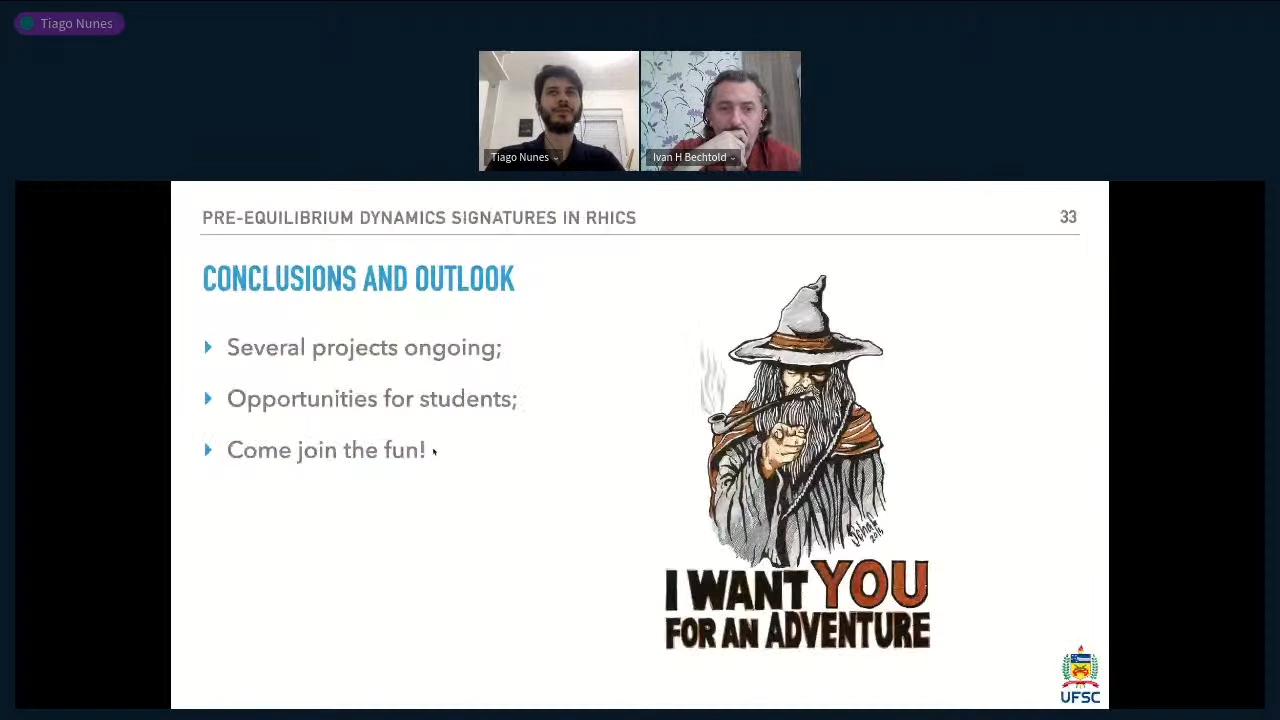 Tiago Nunes
Tiago Nunes
Ivan H Bechtold
PRE-EQUILIBRIUM DYNAMICS SIGNATURES IN RHICS
33
CONCLUSIONS AND OUTLOOK
Several projects ongoing;
Opportunities for students;
Come join the fun!
I WANT YOU
FOR AN ADVENTURE
UFSC